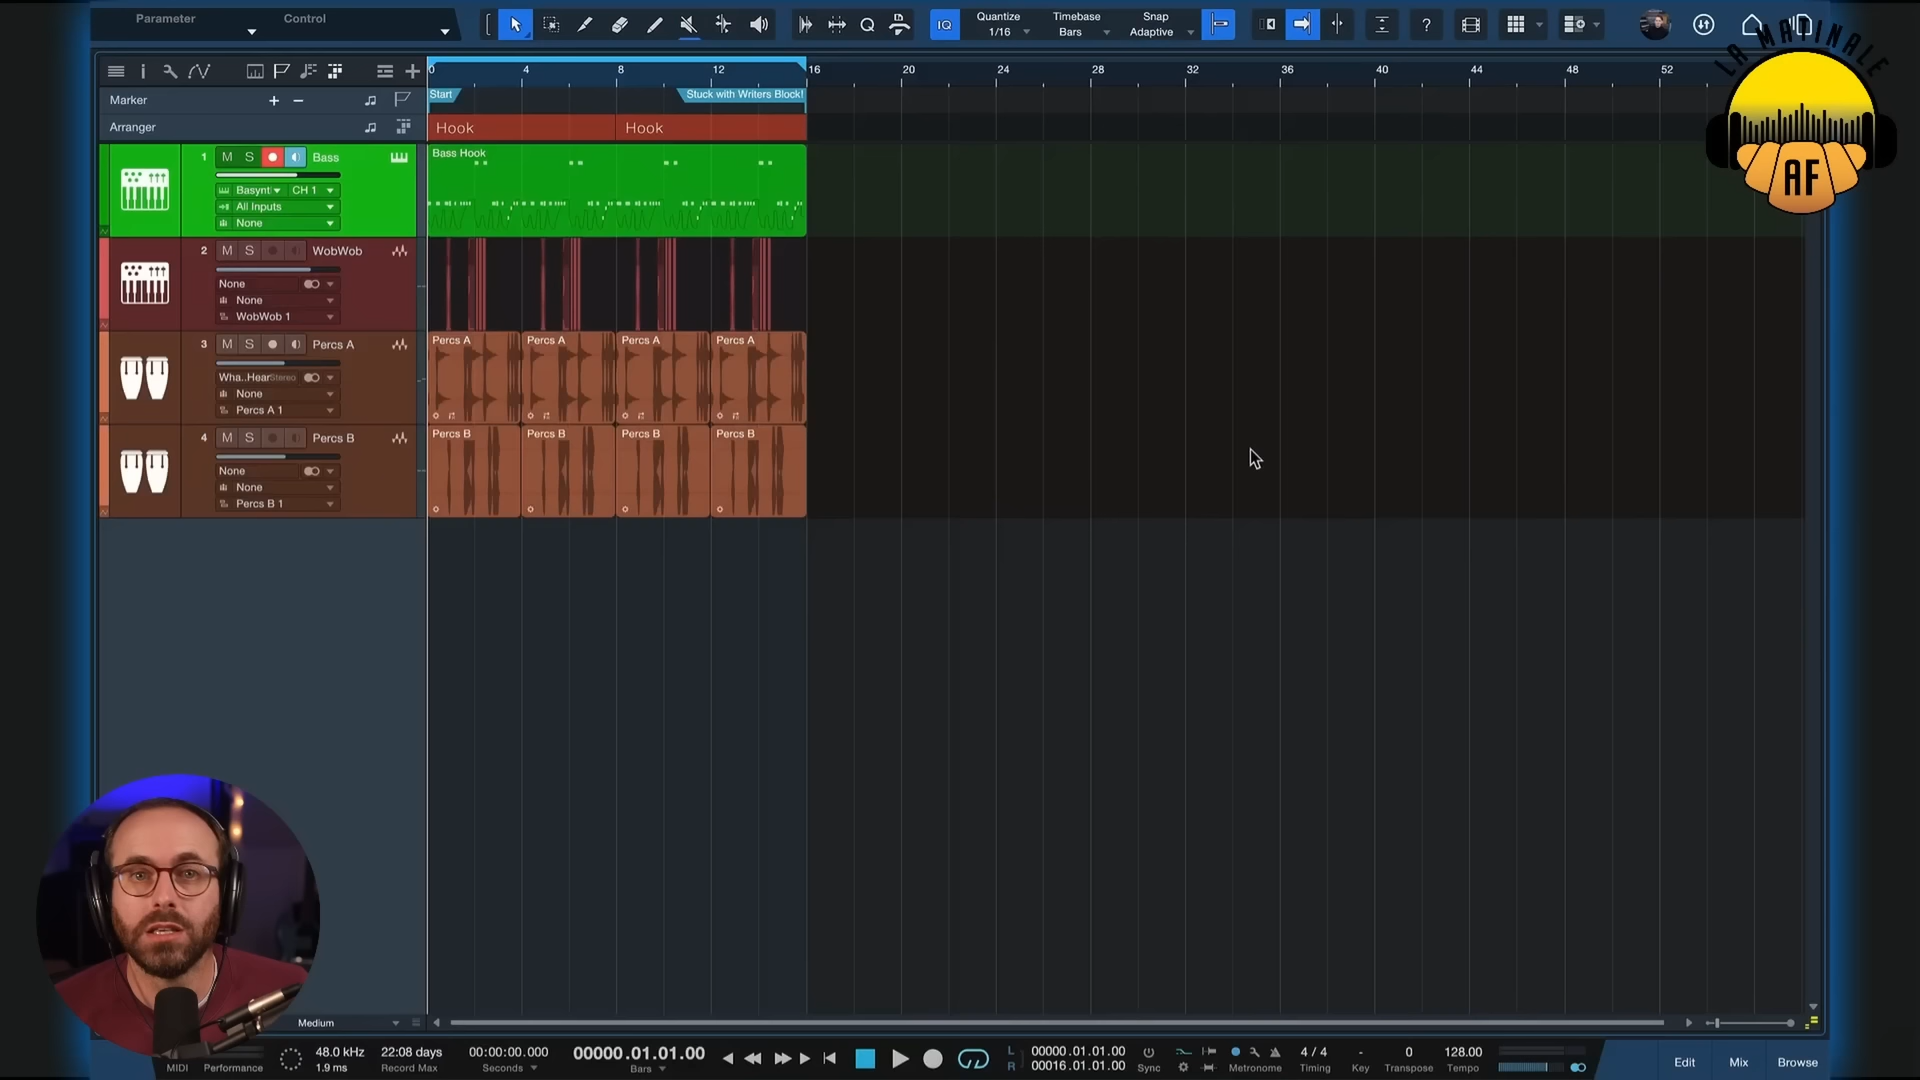 Parameter Control
IQ
Quantize
1/16
Timebase
Bars
Snap
Adaptive
?
LA MATINALE
AF
0 4 8 12 16 20 24 28 32 36 40 44 48 52
Marker
Start
Stuck with Writers Block!
Arranger
Hook
Hook
1 M S Bass
Basynt CH 1
All Inputs
None
Bass Hook
2 M S WobWob
None
None
WobWob 1
3 M S Percs A
Wha..Hear Stereo
None
Percs A 1
Percs A
Percs A
Percs A
Percs A
4 M S Percs B
None
None
Percs B 1
Percs B
Percs B
Percs B
Percs B
Medium
MIDI
Performance
48.0 kHz
1.9 ms
22:08 days
Record Max
00:00:00.000
Seconds
00000.01.01.00
Bars
L 00000.01.01.00
R 00016.01.01.00
Sync
Metronome
4 / 4
Timing
-
Key
0
Transpose
128.00
Tempo
Edit
Mix
Browse